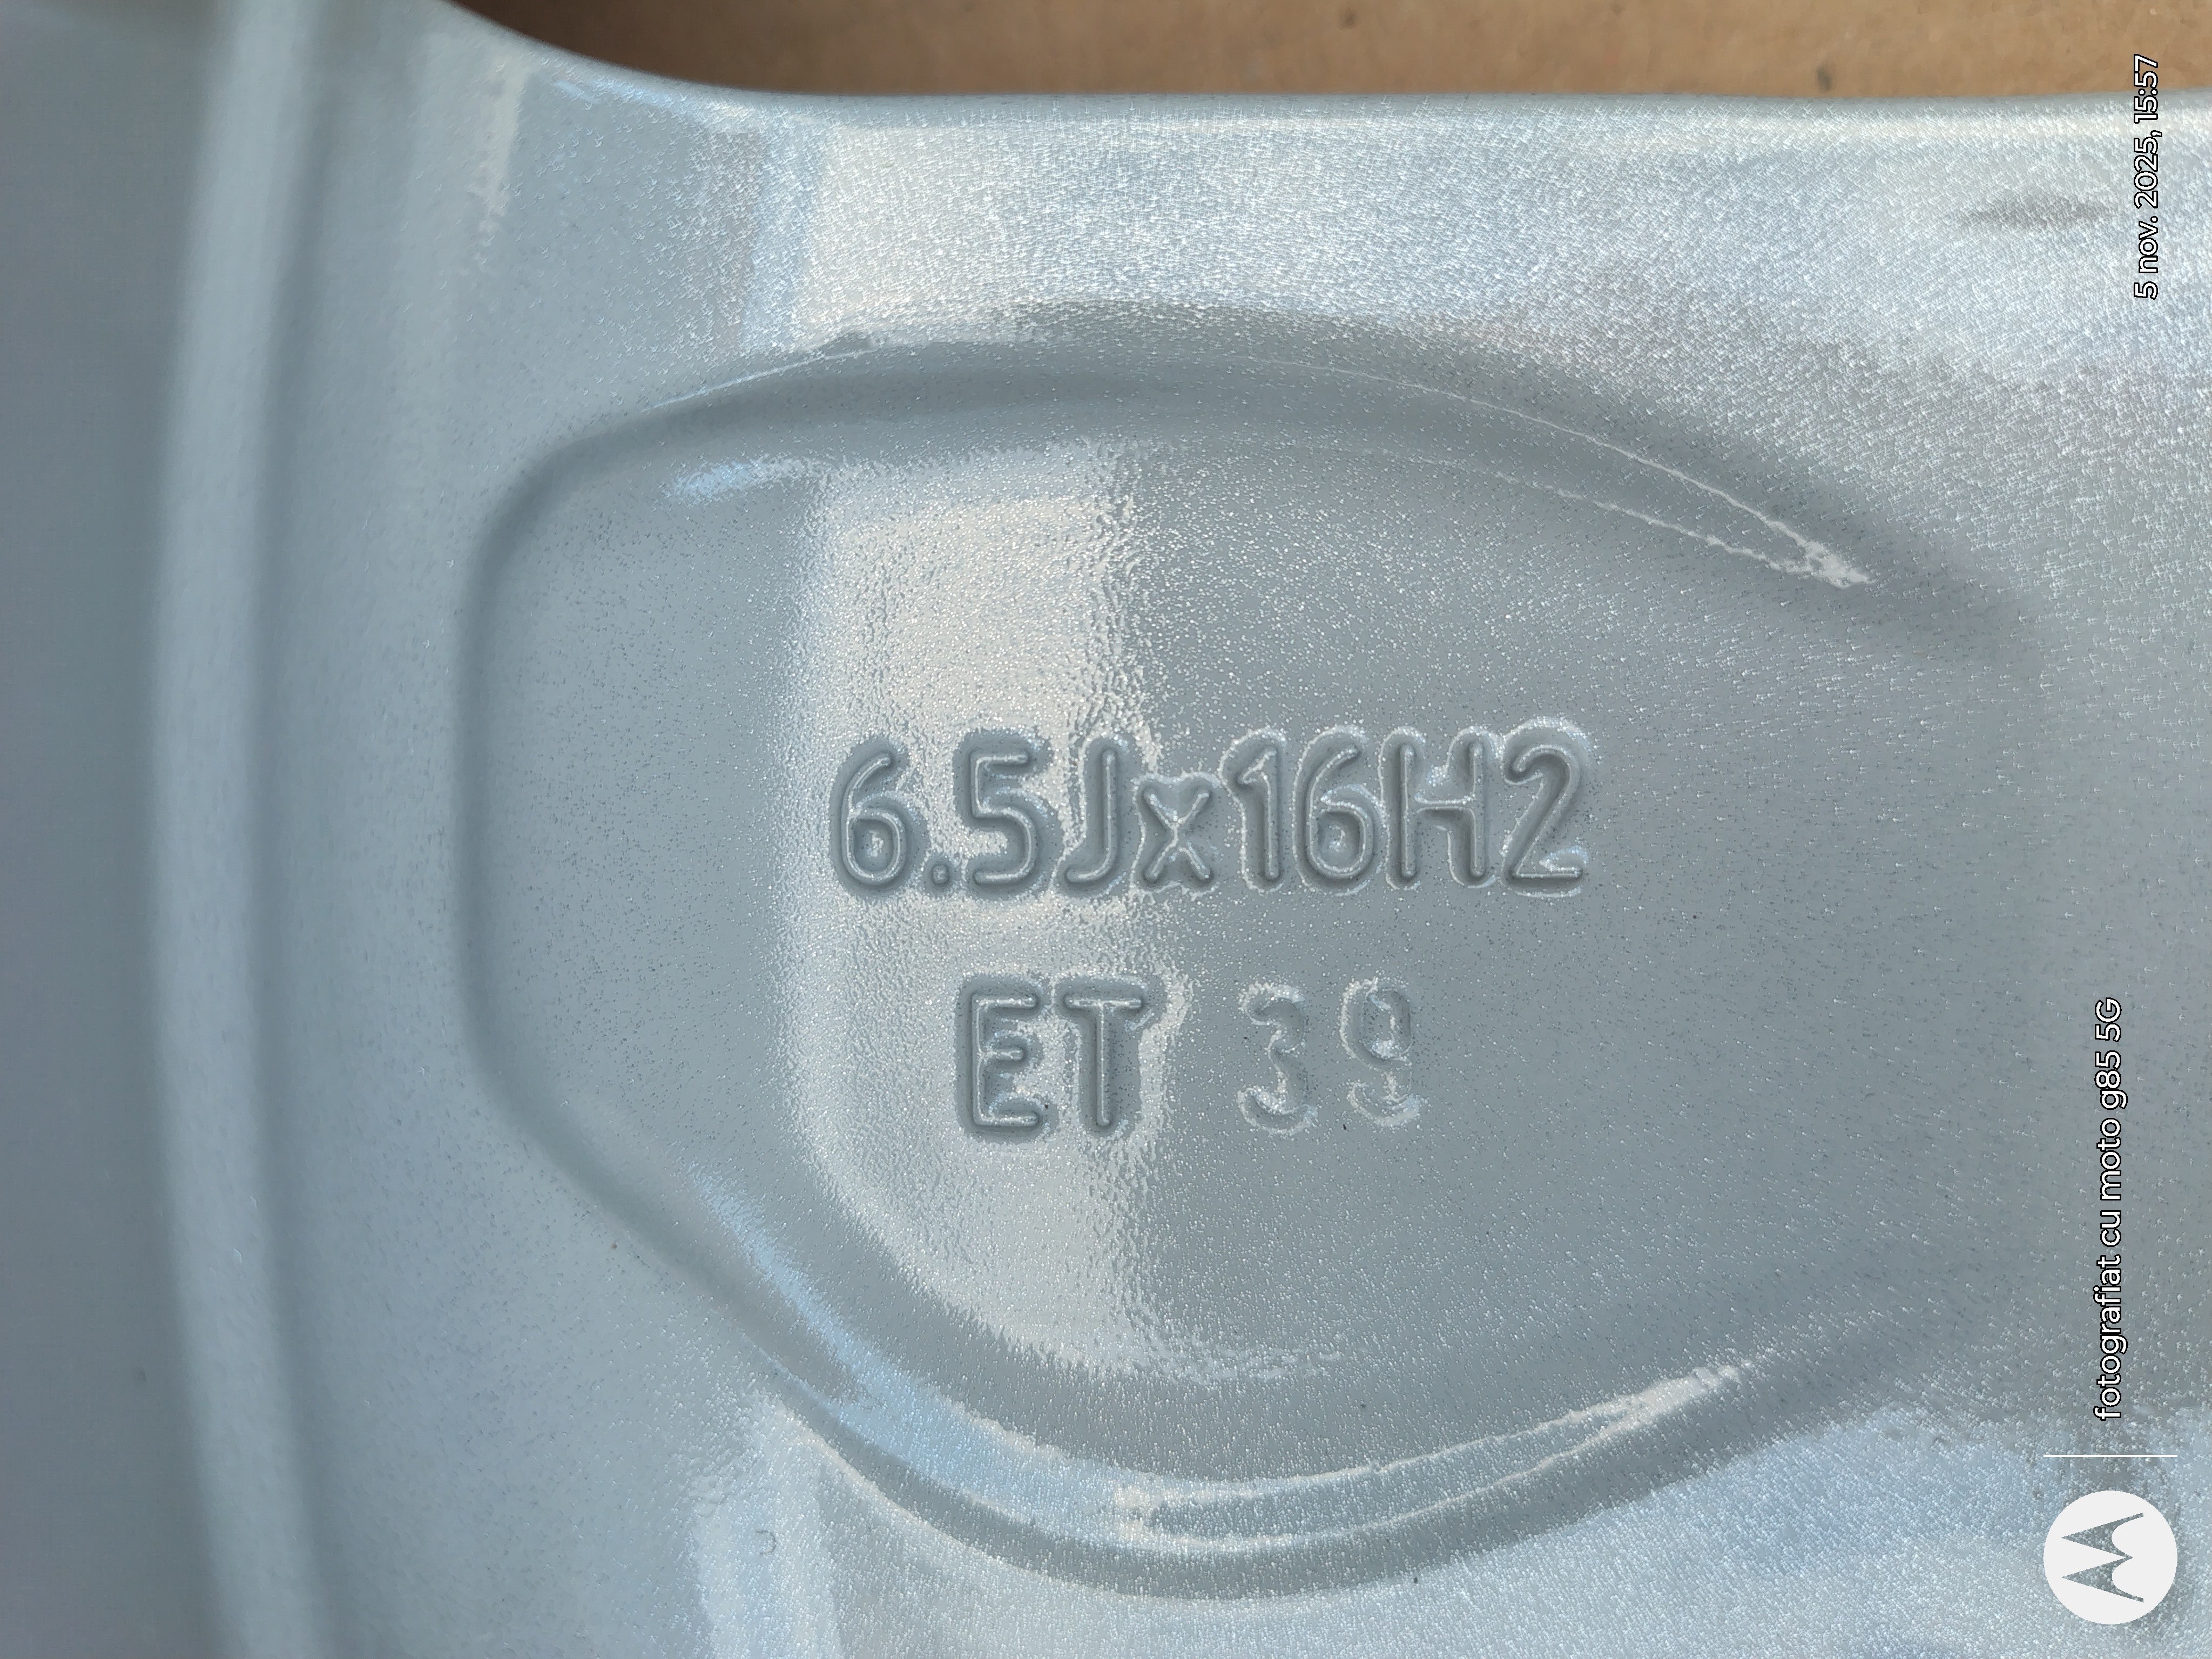 6.5Jx16H2
ET 39
fotografiat cu moto g85 5G
5 nov. 2025, 15:57